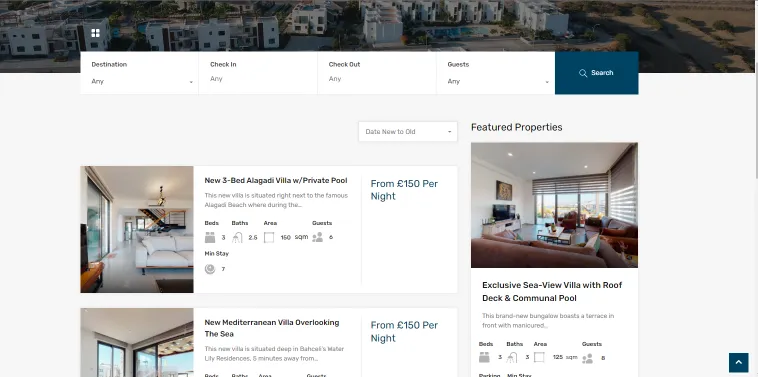 Destination
Any
Check In
Any
Check Out
Any
Guests
Any
Search
Date New to Old
New 3-Bed Alagadi Villa w/Private Pool
This new villa is situated right next to the famous
Alagadi Beach where during the...
Beds Baths Area Guests
3 2.5 150 sqm 6
Min Stay
7
From £150 Per
Night
New Mediterranean Villa Overlooking
The Sea
This new villa is situated deep in Bahceli's Water
Lily Residences, 5 minutes away from...
Beds Baths Area Guests
From £150 Per
Night
Featured Properties
Exclusive Sea-View Villa with Roof
Deck & Communal Pool
This brand-new bungalow boasts a terrace in
front with manicured...
Beds Baths Area Guests
3 3 125 sqm 8
Parking Min Stay